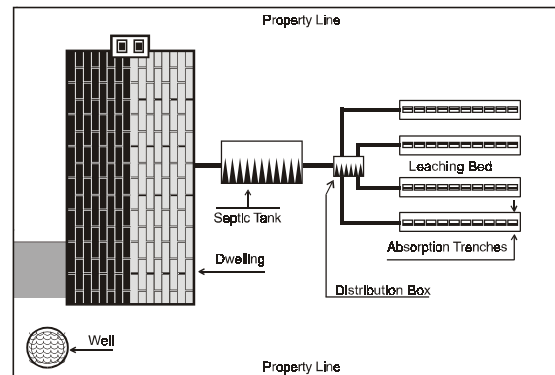 Property Line
Leaching Bed
Septic Tank
Absorption Trenches
Dwelling
Distribution Box
Well
Property Line